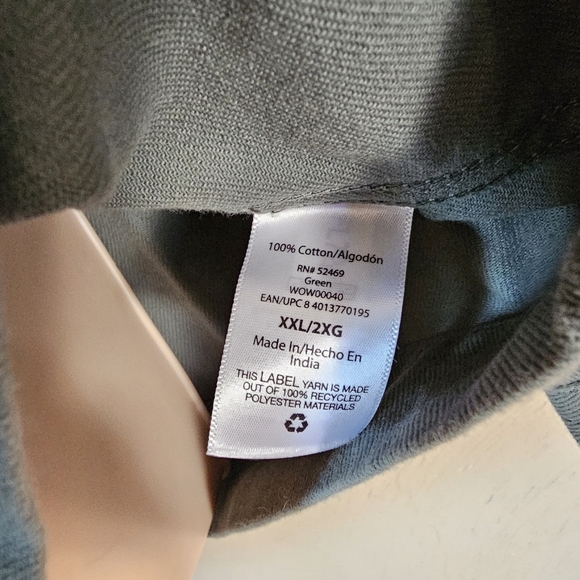 100% Cotton/Algodón
RN# 52469
Green
WOW00040
EAN/UPC 8 4013770195
XXL/2XG
Made In/Hecho En
India
THIS LABEL YARN IS MADE
OUT OF 100% RECYCLED
POLYESTER MATERIALS